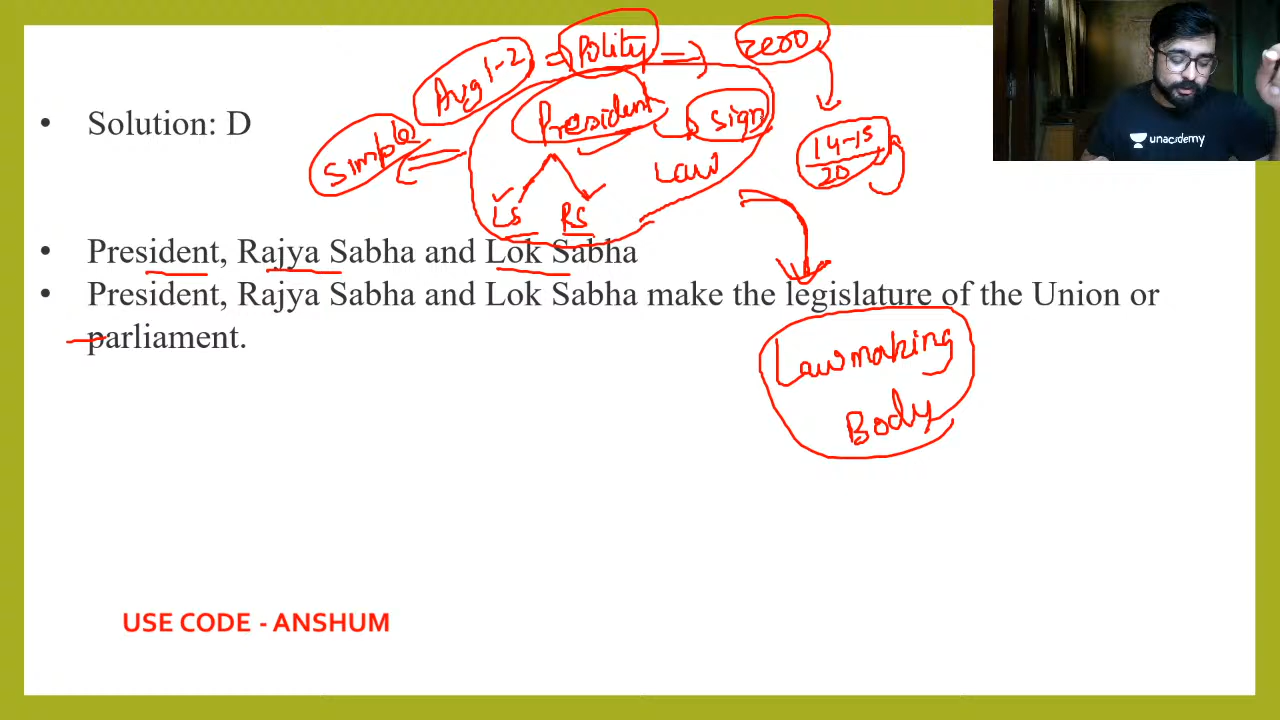 Aug 1-2 = Polity =
zero
President
sign
Simple
14-15
20
Law
LS RS
unacademy
• Solution: D
• President, Rajya Sabha and Lok Sabha
• President, Rajya Sabha and Lok Sabha make the legislature of the Union or
parliament.
Lawmaking
Body
USE CODE - ANSHUM